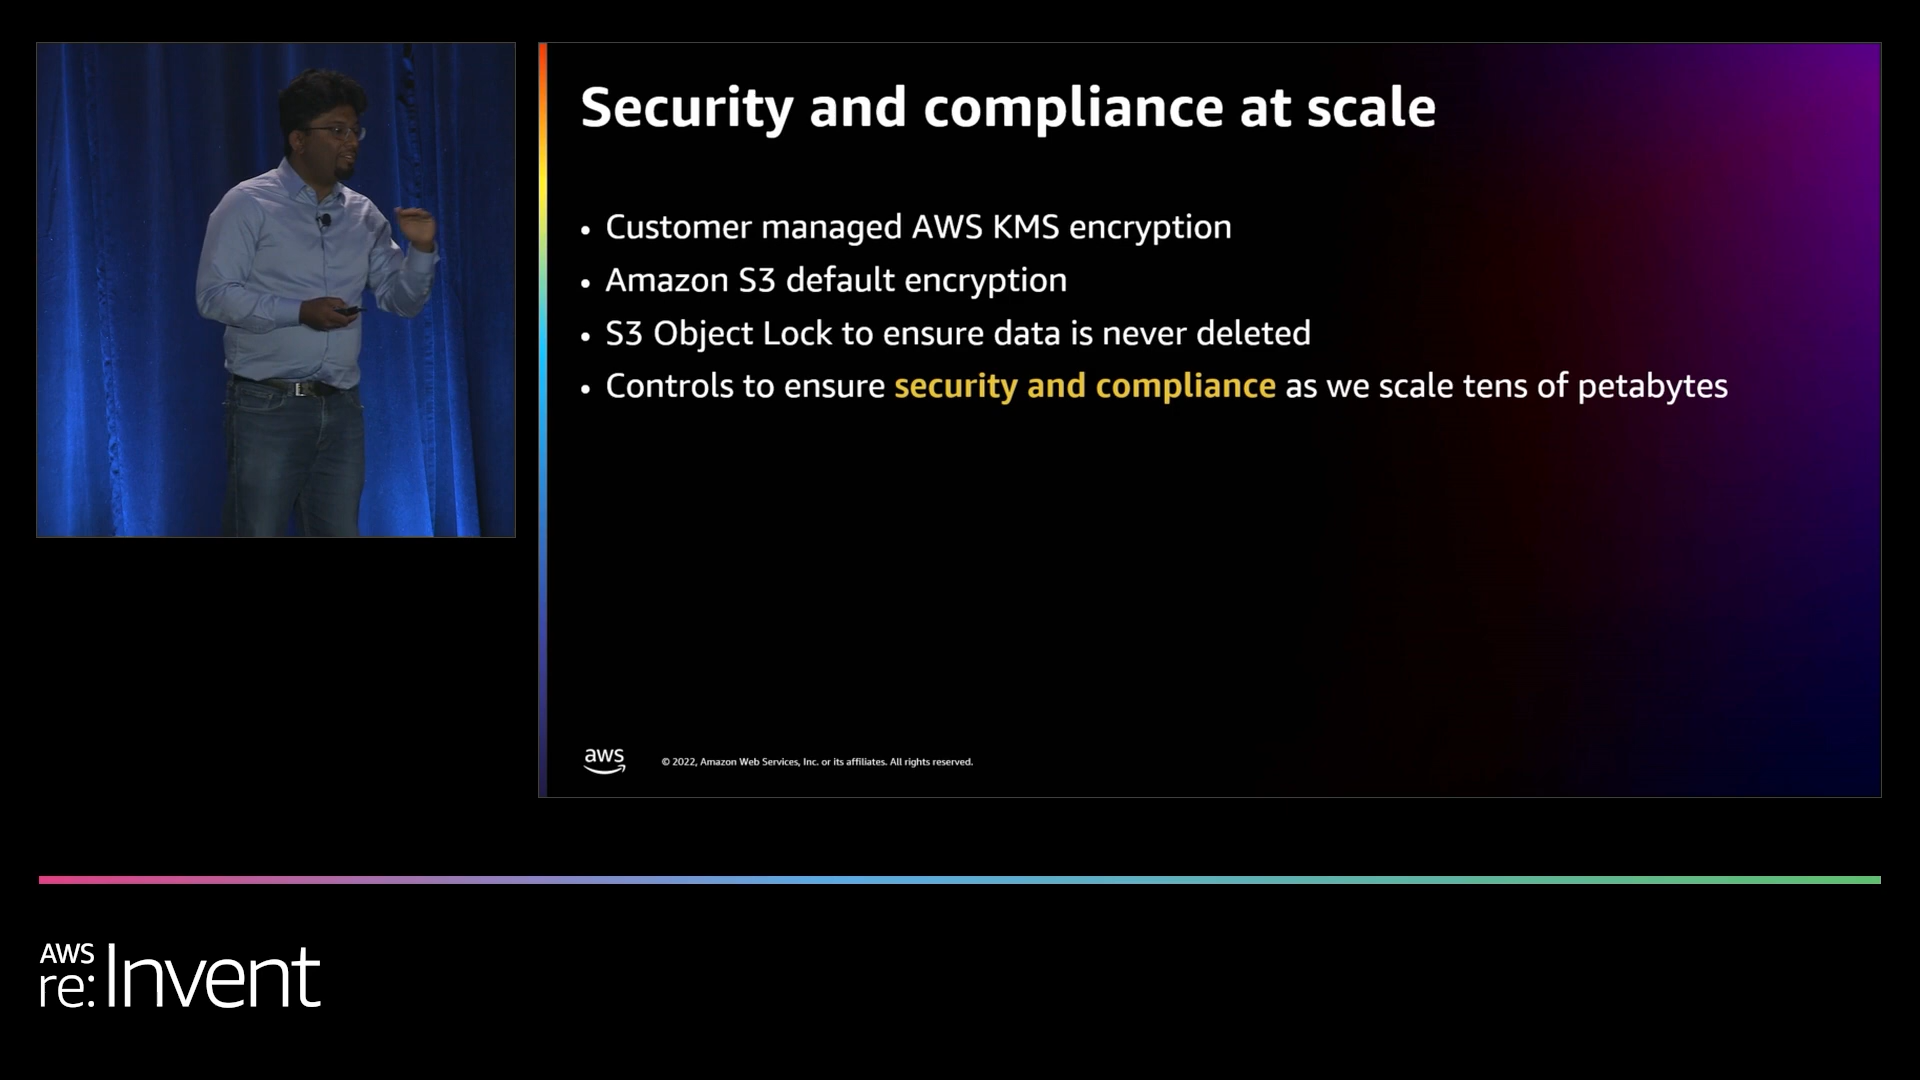 Security and compliance at scale
• Customer managed AWS KMS encryption
• Amazon S3 default encryption
• S3 Object Lock to ensure data is never deleted
• Controls to ensure security and compliance as we scale tens of petabytes
aws
© 2022, Amazon Web Services, Inc. or its affiliates. All rights reserved.
AWS
re:Invent